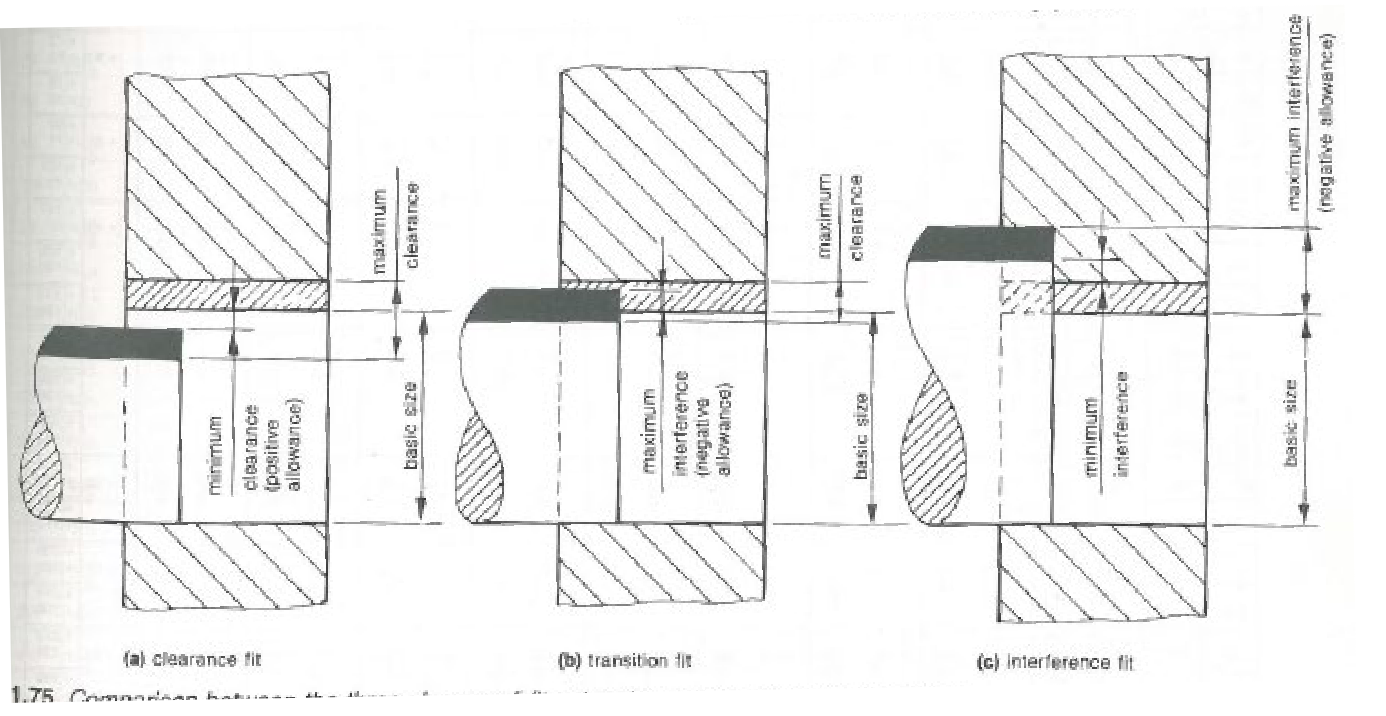 maximum
clearance
minimum
clearance
(positive
allowance)
basic size
(a) clearance fit
maximum
clearance
maximum
interference
(negative
allowance)
basic size
(b) transition fit
maximum interference
(negative allowance)
minimum
interference
basic size
(c) interference fit
1.75 Comparison between the three